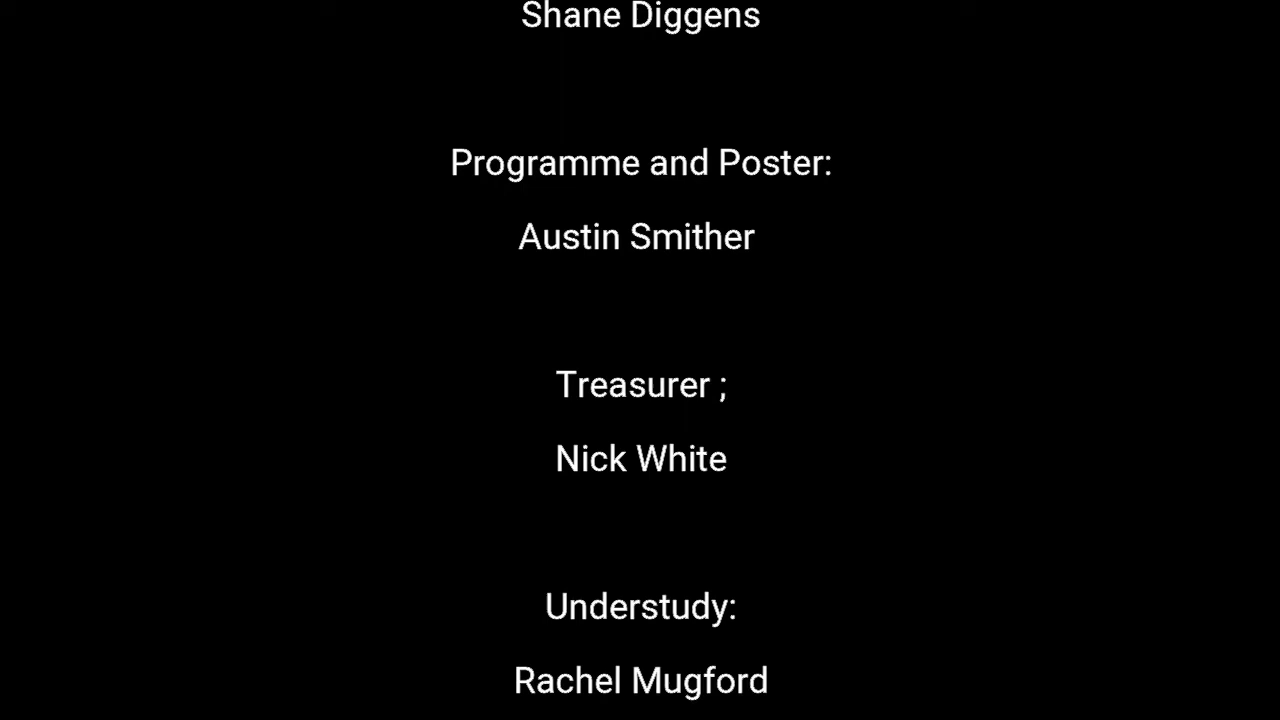 Shane Diggens
Programme and Poster:
Austin Smither
Treasurer ;
Nick White
Understudy:
Rachel Mugford